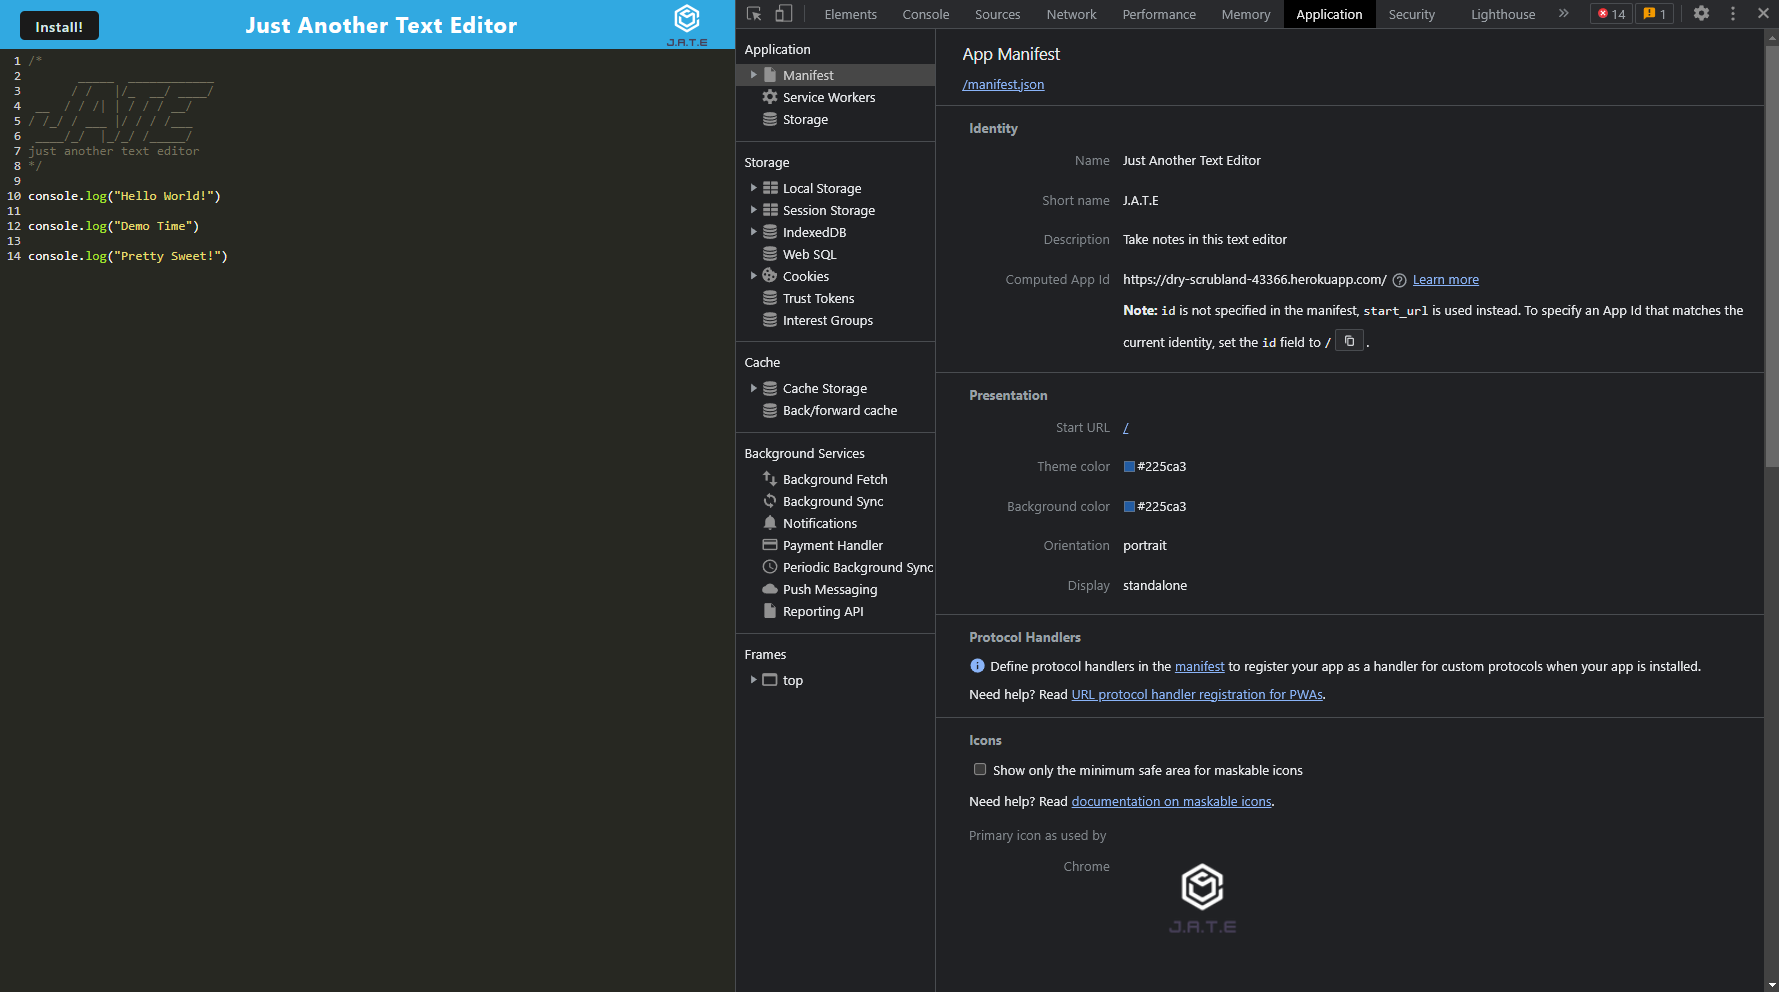 Install!
Just Another Text Editor
J.A.T.E
1 /*
2
3
4
5
6
7 just another text editor
8 */
9
10 console.log("Hello World!")
11
12 console.log("Demo Time")
13
14 console.log("Pretty Sweet!")
Elements Console Sources Network Performance Memory Application Security Lighthouse » 14 1
Application
Manifest
Service Workers
Storage
Storage
Local Storage
Session Storage
IndexedDB
Web SQL
Cookies
Trust Tokens
Interest Groups
Cache
Cache Storage
Back/forward cache
Background Services
Background Fetch
Background Sync
Notifications
Payment Handler
Periodic Background Sync
Push Messaging
Reporting API
Frames
top
App Manifest
/manifest.json
Identity
Name Just Another Text Editor
Short name J.A.T.E
Description Take notes in this text editor
Computed App Id https://dry-scrubland-43366.herokuapp.com/ Learn more
Note: id is not specified in the manifest, start_url is used instead. To specify an App Id that matches the
current identity, set the id field to / .
Presentation
Start URL /
Theme color #225ca3
Background color #225ca3
Orientation portrait
Display standalone
Protocol Handlers
Define protocol handlers in the manifest to register your app as a handler for custom protocols when your app is installed.
Need help? Read URL protocol handler registration for PWAs.
Icons
Show only the minimum safe area for maskable icons
Need help? Read documentation on maskable icons.
Primary icon as used by
Chrome
J.A.T.E